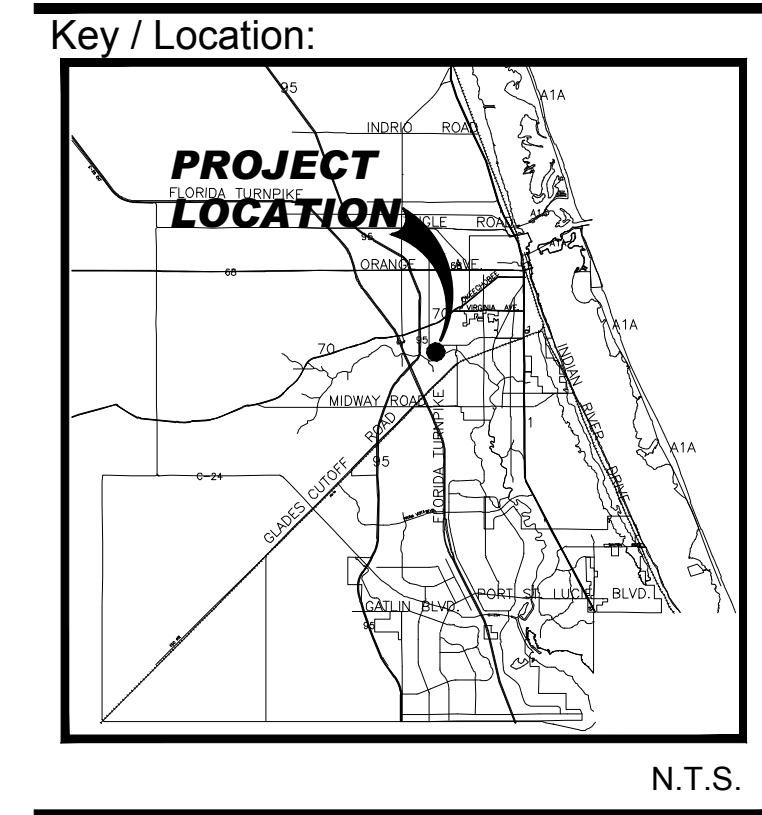 Key / Location:
95
A1A
INDRIO ROAD
PROJECT
FLORIDA TURNPIKE
LOCATION
ROAD
A1A
95
ORANGE AVE.
68
68
70
VIRGINIA AVE.
A1A
95
70
INDIAN RIVER DRIVE
MIDWAY ROAD
FLORIDA TURNPIKE
1
A1A
95
C-24
GLADES CUTOFF ROAD
PORT ST. LUCIE BLVD.
GATLIN BLVD.
95
N.T.S.